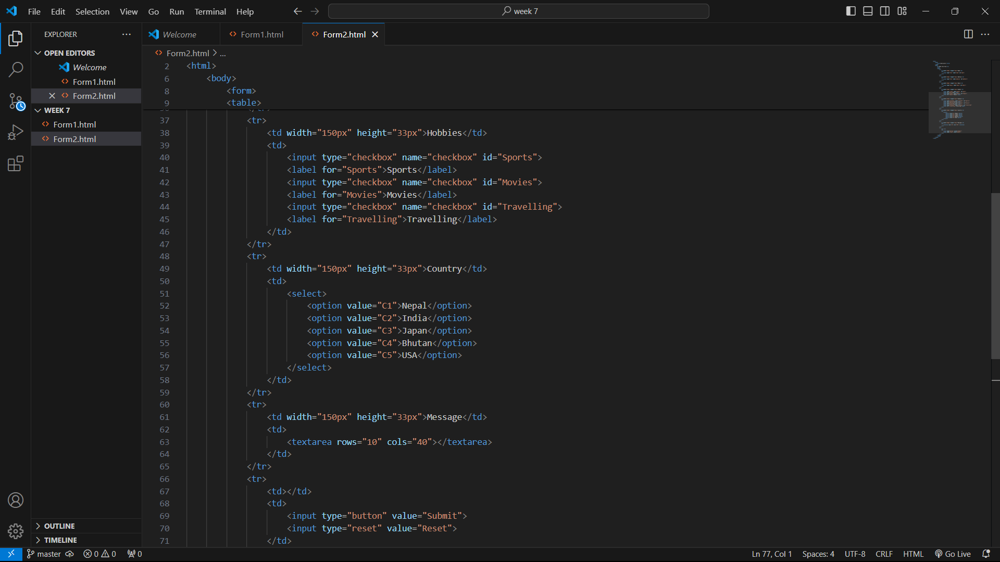 File Edit Selection View Go Run Terminal Help week 7
EXPLORER
Welcome Form1.html Form2.html
OPEN EDITORS
Welcome
Form1.html
Form2.html
WEEK 7
Form1.html
Form2.html
OUTLINE
TIMELINE
Form2.html > ...
2 <html>
6 <body>
8 <form>
9 <table>
37 <tr>
38 <td width="150px" height="33px">Hobbies</td>
39 <td>
40 <input type="checkbox" name="checkbox" id="Sports">
41 <label for="Sports">Sports</label>
42 <input type="checkbox" name="checkbox" id="Movies">
43 <label for="Movies">Movies</label>
44 <input type="checkbox" name="checkbox" id="Travelling">
45 <label for="Travelling">Travelling</label>
46 </td>
47 </tr>
48 <tr>
49 <td width="150px" height="33px">Country</td>
50 <td>
51 <select>
52 <option value="C1">Nepal</option>
53 <option value="C2">India</option>
54 <option value="C3">Japan</option>
55 <option value="C4">Bhutan</option>
56 <option value="C5">USA</option>
57 </select>
58 </td>
59 </tr>
60 <tr>
61 <td width="150px" height="33px">Message</td>
62 <td>
63 <textarea rows="10" cols="40"></textarea>
64 </td>
65 </tr>
66 <tr>
67 <td></td>
68 <td>
69 <input type="button" value="Submit">
70 <input type="reset" value="Reset">
71 </td>
master 0 0 0 Ln 77, Col 1 Spaces: 4 UTF-8 CRLF HTML Go Live